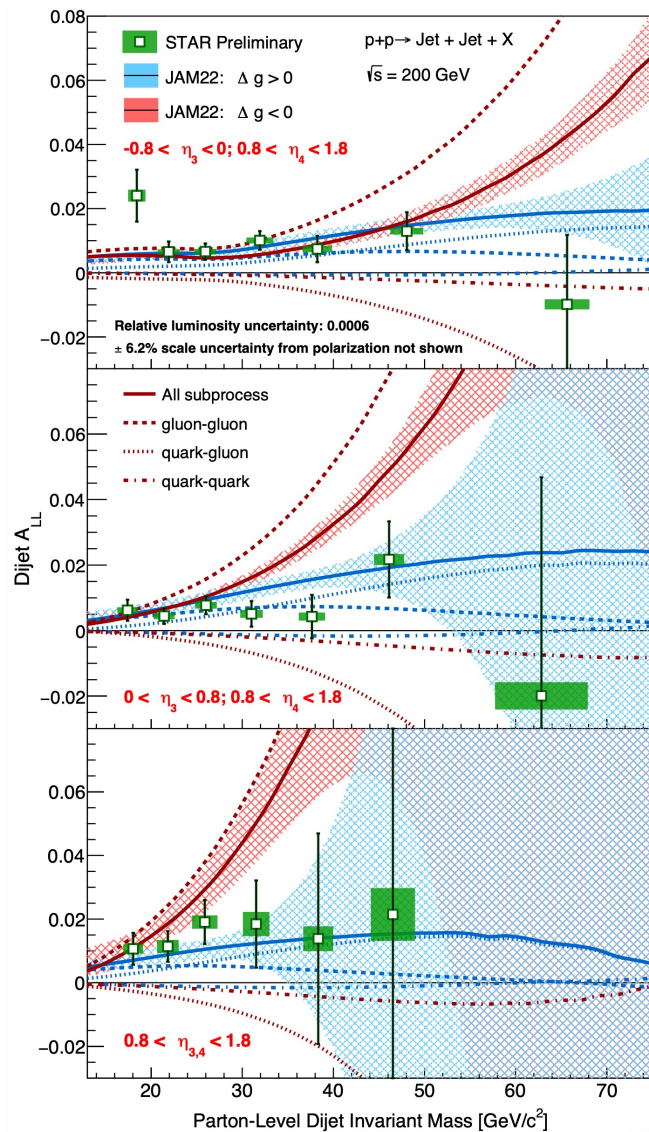 0.08
STAR Preliminary
p+p→ Jet + Jet + X
JAM22: Δ g > 0
√s = 200 GeV
0.06
JAM22: Δ g < 0
-0.8 < η3 < 0; 0.8 < η4 < 1.8
0.04
0.02
0
Relative luminosity uncertainty: 0.0006
−0.02
± 6.2% scale uncertainty from polarization not shown
All subprocess
0.06
gluon-gluon
quark-gluon
quark-quark
0.04
Dijet A_LL
0.02
0
−0.02
0 < η3 < 0.8; 0.8 < η4 < 1.8
0.06
0.04
0.02
0
−0.02
0.8 < η3,4 < 1.8
20 30 40 50 60 70
Parton-Level Dijet Invariant Mass [GeV/c²]